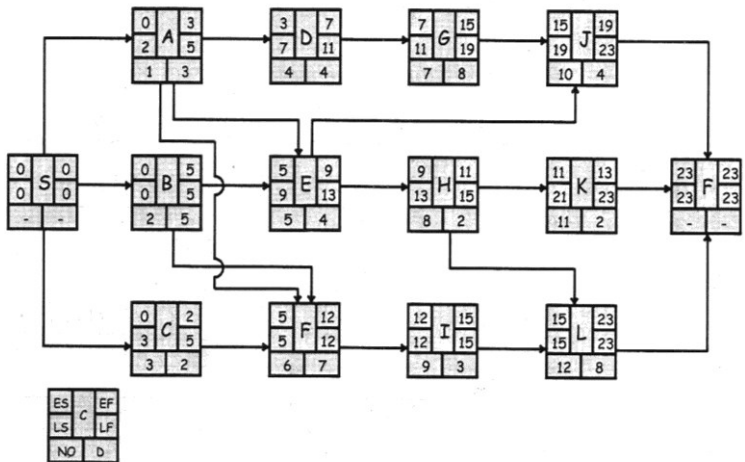 0 A 3
2 5
1 3
3 D 7
7 11
4 4
7 G 15
11 19
7 8
15 J 19
19 23
10 4
0 S 0
0 0
- -
0 B 5
0 5
2 5
5 E 9
9 13
5 4
9 H 11
13 15
8 2
11 K 13
21 23
11 2
23 F 23
23 23
- -
0 C 2
3 5
3 2
5 F 12
5 12
6 7
12 I 15
12 15
9 3
15 L 23
15 23
12 8
ES C EF
LS LF
NO D